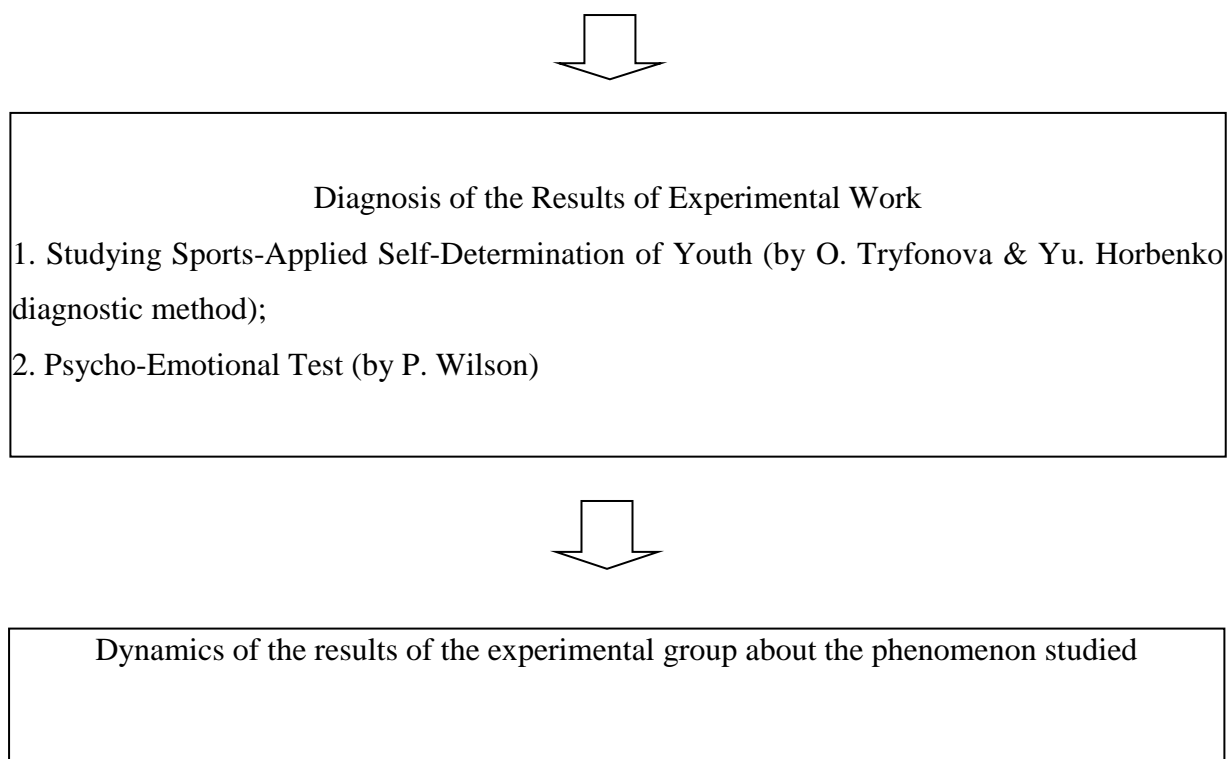 Diagnosis of the Results of Experimental Work
1. Studying Sports-Applied Self-Determination of Youth (by O. Tryfonova & Yu. Horbenko
diagnostic method);
2. Psycho-Emotional Test (by P. Wilson)
Dynamics of the results of the experimental group about the phenomenon studied